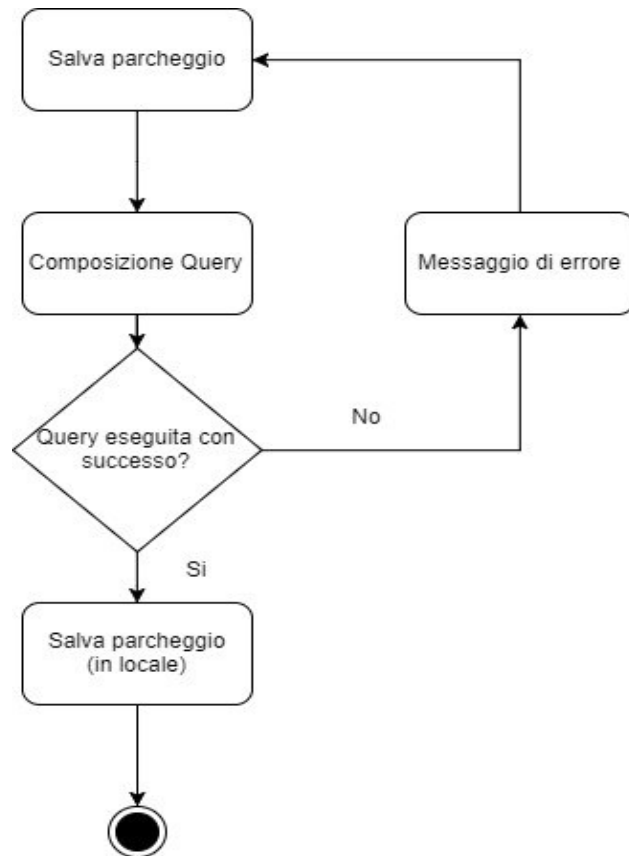 Salva parcheggio
Composizione Query
Messaggio di errore
Query eseguita con
successo?
No
Si
Salva parcheggio
(in locale)